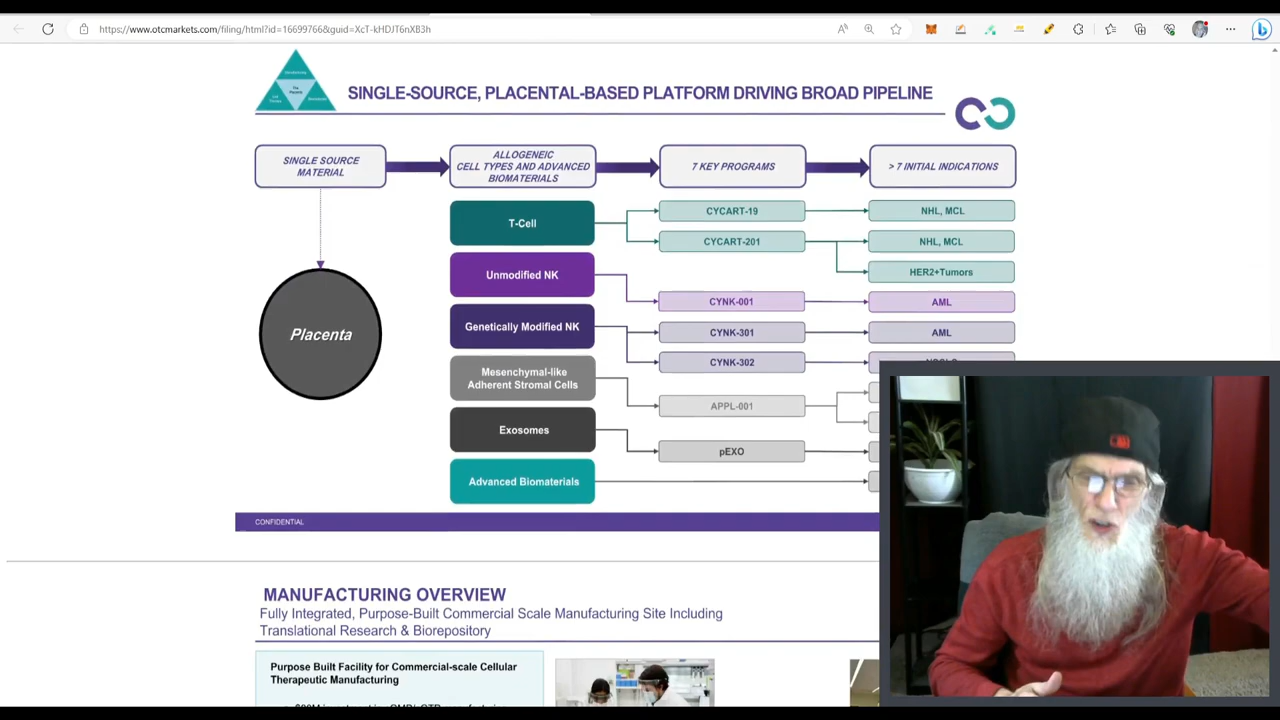 https://www.otcmarkets.com/filing/html?id=16699766&guid=XcT-kHDJT6nXB3h
SINGLE-SOURCE, PLACENTAL-BASED PLATFORM DRIVING BROAD PIPELINE
SINGLE SOURCE
MATERIAL
ALLOGENEIC
CELL TYPES AND ADVANCED
BIOMATERIALS
7 KEY PROGRAMS
> 7 INITIAL INDICATIONS
Placenta
T-Cell
CYCART-19
NHL, MCL
CYCART-201
NHL, MCL
HER2+Tumors
Unmodified NK
CYNK-001
AML
Genetically Modified NK
CYNK-301
AML
CYNK-302
Mesenchymal-like
Adherent Stromal Cells
APPL-001
Exosomes
pEXO
Advanced Biomaterials
CONFIDENTIAL
MANUFACTURING OVERVIEW
Fully Integrated, Purpose-Built Commercial Scale Manufacturing Site Including
Translational Research & Biorepository
Purpose Built Facility for Commercial-scale Cellular
Therapeutic Manufacturing